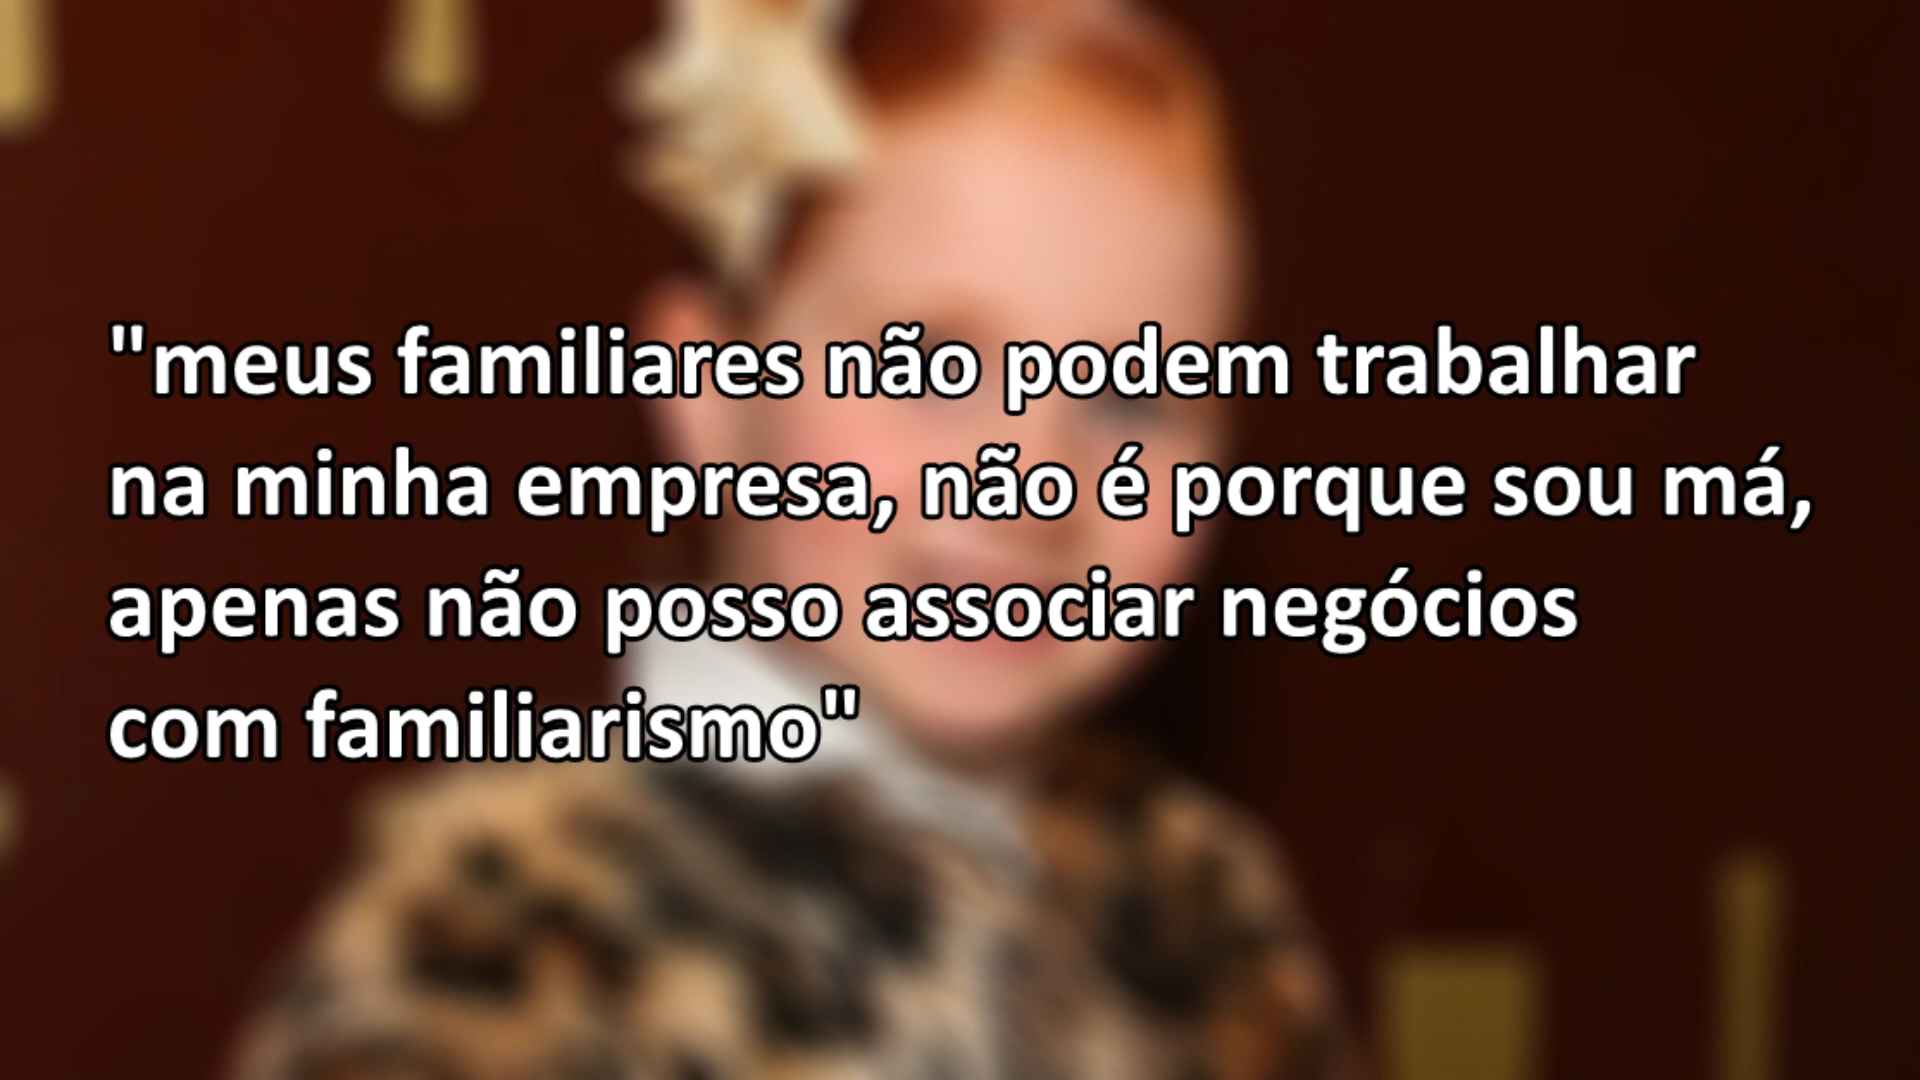 "meus familiares não podem trabalhar
na minha empresa, não é porque sou má,
apenas não posso associar negócios
com familiarismo"